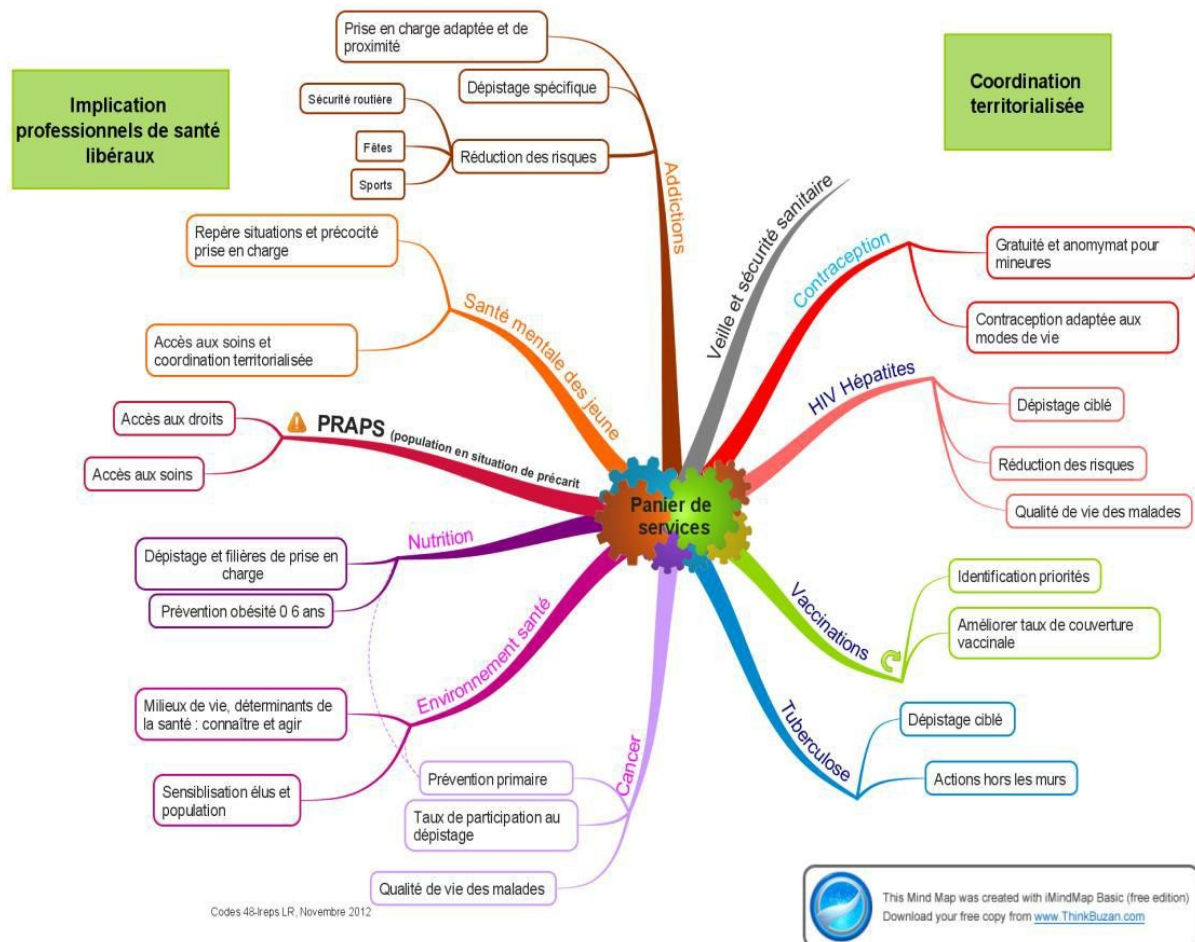 Implication
professionnels de santé
libéraux
Coordination
territorialisée
Panier de
services
Addictions
Prise en charge adaptée et de
proximité
Dépistage spécifique
Réduction des risques
Sécurité routière
Fêtes
Sports
Santé mentale des jeune
Repère situations et précocité
prise en charge
Accès aux soins et
coordination territorialisée
PRAPS (population en situation de précarit
Accès aux droits
Accès aux soins
Nutrition
Dépistage et filières de prise en
charge
Prévention obésité 0 6 ans
Environnement santé
Milieux de vie, déterminants de
la santé : connaître et agir
Sensiblisation élus et
population
Cancer
Prévention primaire
Taux de participation au
dépistage
Qualité de vie des malades
Veille et sécurité sanitaire
Contraception
Gratuité et anomymat pour
mineures
Contraception adaptée aux
modes de vie
HIV Hépatites
Dépistage ciblé
Réduction des risques
Qualité de vie des malades
Vaccinations
Identification priorités
Améliorer taux de couverture
vaccinale
Tuberculose
Dépistage ciblé
Actions hors les murs
Codes 48-Ireps LR, Novembre 2012
This Mind Map was created with iMindMap Basic (free edition)
Download your free copy from www.ThinkBuzan.com